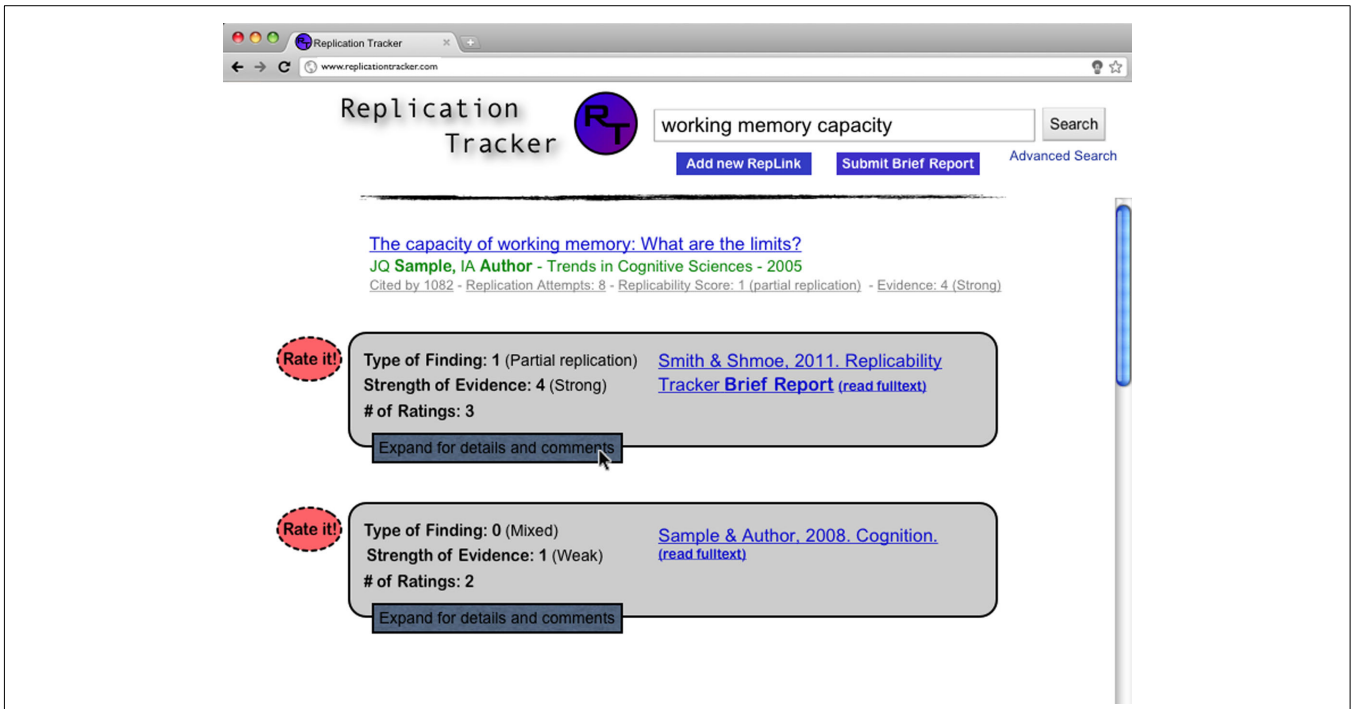 Replication Tracker
www.replicationtracker.com
Replication
Tracker
RT
working memory capacity
Search
Add new RepLink
Submit Brief Report
Advanced Search
The capacity of working memory: What are the limits?
JQ Sample, IA Author - Trends in Cognitive Sciences - 2005
Cited by 1082 - Replication Attempts: 8 - Replicability Score: 1 (partial replication) - Evidence: 4 (Strong)
Rate it!
Type of Finding: 1 (Partial replication)
Strength of Evidence: 4 (Strong)
# of Ratings: 3
Smith & Shmoe, 2011. Replicability
Tracker Brief Report (read fulltext)
Expand for details and comments
Rate it!
Type of Finding: 0 (Mixed)
Strength of Evidence: 1 (Weak)
# of Ratings: 2
Sample & Author, 2008. Cognition.
(read fulltext)
Expand for details and comments